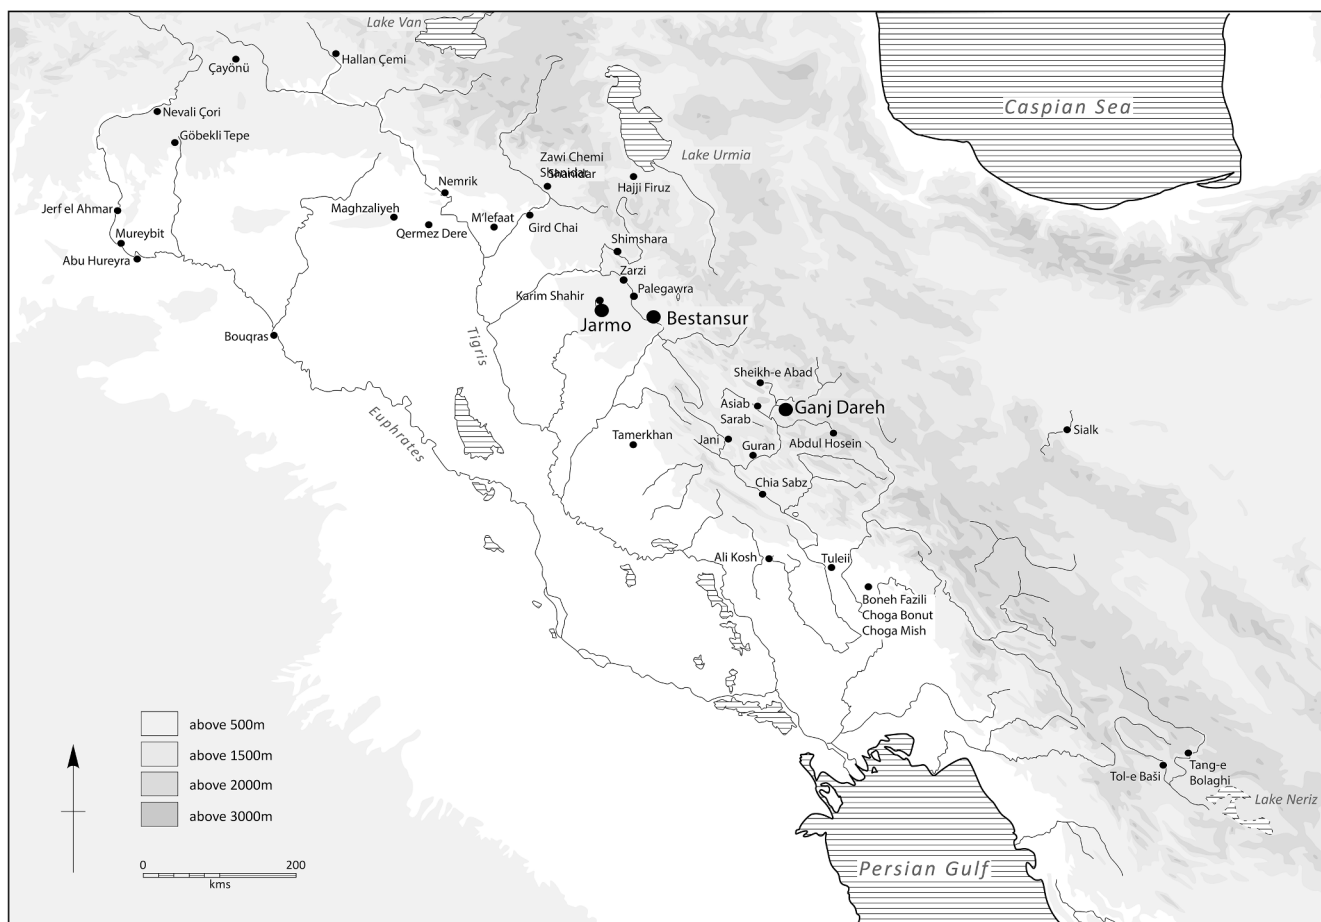 Lake Van
Hallan Çemi
Çayönü
Caspian Sea
Nevali Çori
Göbekli Tepe
Lake Urmia
Zawi Chemi
Shanidar
Shanidar
Hajji Firuz
Nemrik
Jerf el Ahmar
Maghzaliyeh
M'lefaat
Gird Chai
Qermez Dere
Mureybit
Abu Hureyra
Shimshara
Zarzi
Palegawra
Karim Shahir
Jarmo
Bestansur
Bouqras
Tigris
Sheikh-e Abad
Asiab
Sarab
Ganj Dareh
Euphrates
Tamerkhan
Jani
Guran
Abdul Hosein
Sialk
Chia Sabz
Ali Kosh
Tuleii
Boneh Fazili
Choga Bonut
Choga Mish
above 500m
above 1500m
above 2000m
above 3000m
Tol-e Baši
Tang-e
Bolaghi
Lake Neriz
Persian Gulf
0 200
kms